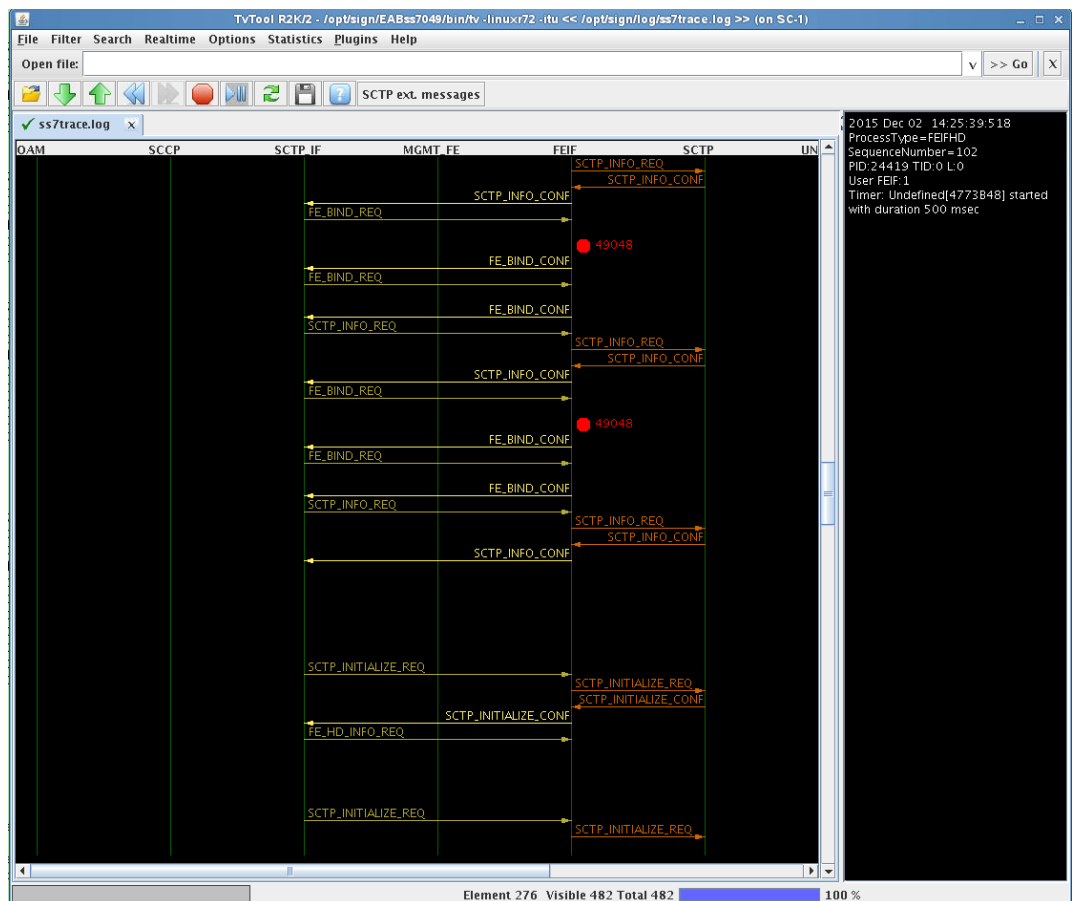 TvTool R2K/2 - /opt/sign/EABss7049/bin/tv -linuxr72 -itu << /opt/sign/log/ss7trace.log >> (on SC-1)
File Filter Search Realtime Options Statistics Plugins Help
Open file: v >> Go X
SCTP ext. messages
ss7trace.log x
OAM SCCP SCTP_IF MGMT_FE FEIF SCTP UN
SCTP_INFO_REQ
SCTP_INFO_CONF
SCTP_INFO_CONF
FE_BIND_REQ
49048
FE_BIND_CONF
FE_BIND_REQ
FE_BIND_CONF
SCTP_INFO_REQ
SCTP_INFO_REQ
SCTP_INFO_CONF
SCTP_INFO_CONF
FE_BIND_REQ
49048
FE_BIND_CONF
FE_BIND_REQ
FE_BIND_CONF
SCTP_INFO_REQ
SCTP_INFO_REQ
SCTP_INFO_CONF
SCTP_INFO_CONF
SCTP_INITIALIZE_REQ
SCTP_INITIALIZE_REQ
SCTP_INITIALIZE_CONF
SCTP_INITIALIZE_CONF
FE_HD_INFO_REQ
SCTP_INITIALIZE_REQ
SCTP_INITIALIZE_REQ
2015 Dec 02 14:25:39:518
ProcessType=FEIFHD
SequenceNumber=102
PID:24419 TID:0 L:0
User FEIF:1
Timer: Undefined[4773B48] started
with duration 500 msec
Element 276 Visible 482 Total 482 100 %